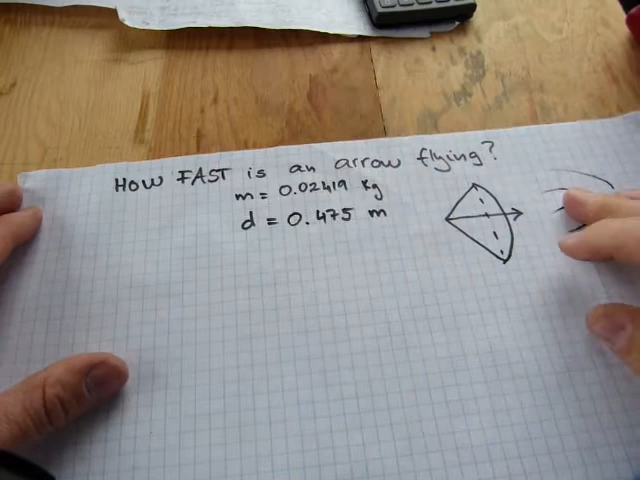 How FAST is an arrow flying?
m = 0.02419 kg
d = 0.475 m